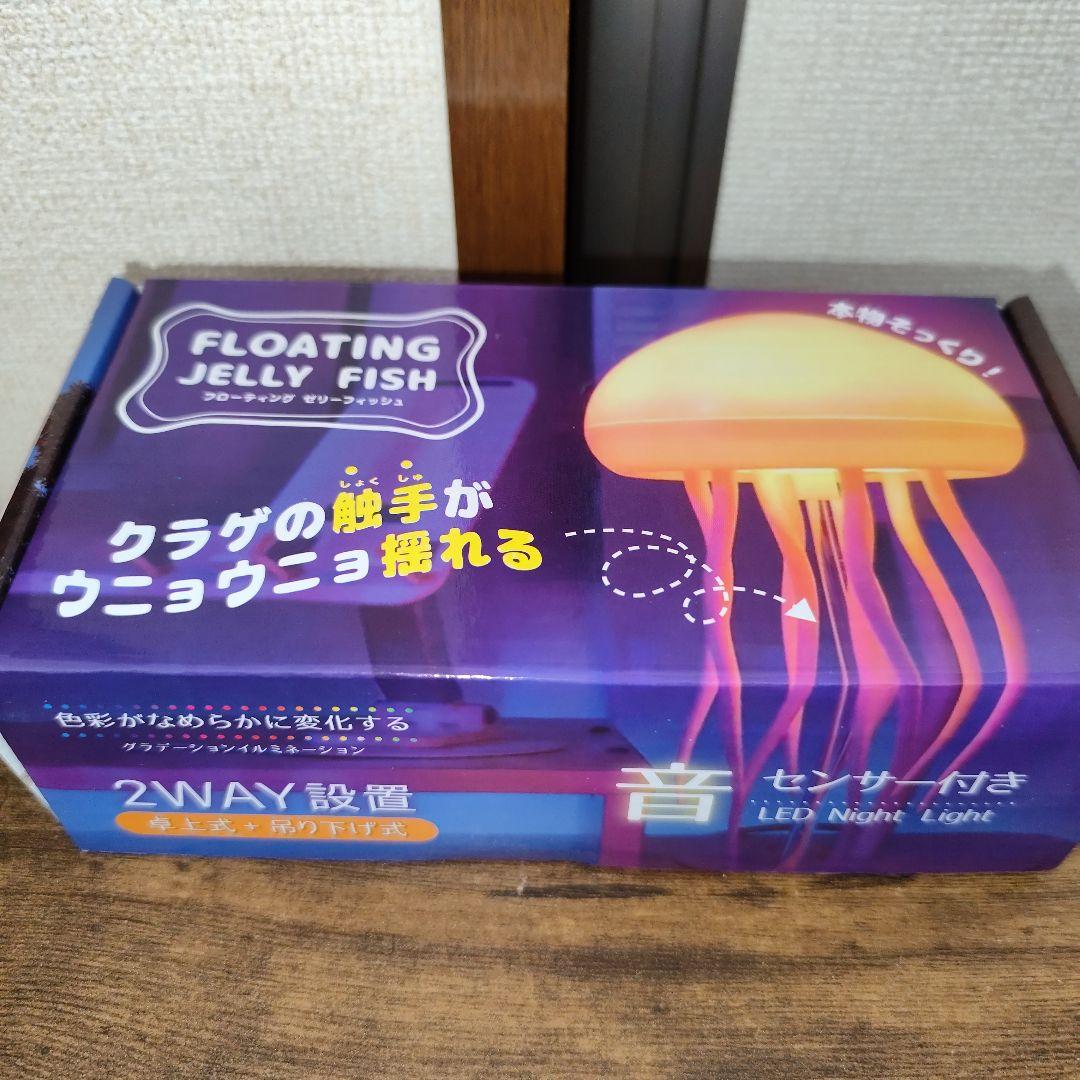 FLOATING
JELLY FISH
フローティング ゼリーフィッシュ
本物そっくり!
しょく しゅ
クラゲの触手が
ウニョウニョ揺れる
色彩がなめらかに変化する
グラデーションイルミネーション
2WAY設置
卓上式+吊り下げ式
音センサー付き
LED Night Light